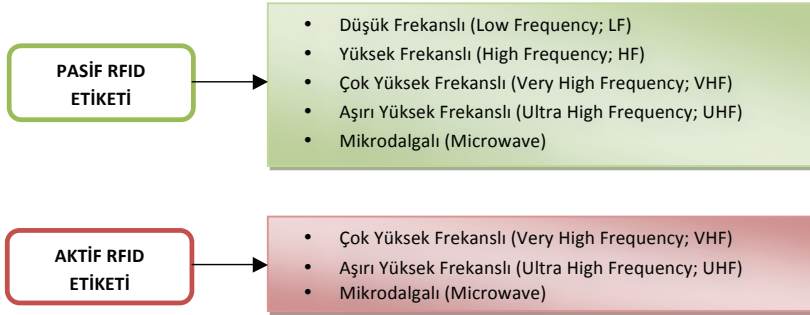 PASİF RFID
ETİKETİ
• Düşük Frekanslı (Low Frequency; LF)
• Yüksek Frekanslı (High Frequency; HF)
• Çok Yüksek Frekanslı (Very High Frequency; VHF)
• Aşırı Yüksek Frekanslı (Ultra High Frequency; UHF)
• Mikrodalgalı (Microwave)
AKTİF RFID
ETİKETİ
• Çok Yüksek Frekanslı (Very High Frequency; VHF)
• Aşırı Yüksek Frekanslı (Ultra High Frequency; UHF)
• Mikrodalgalı (Microwave)